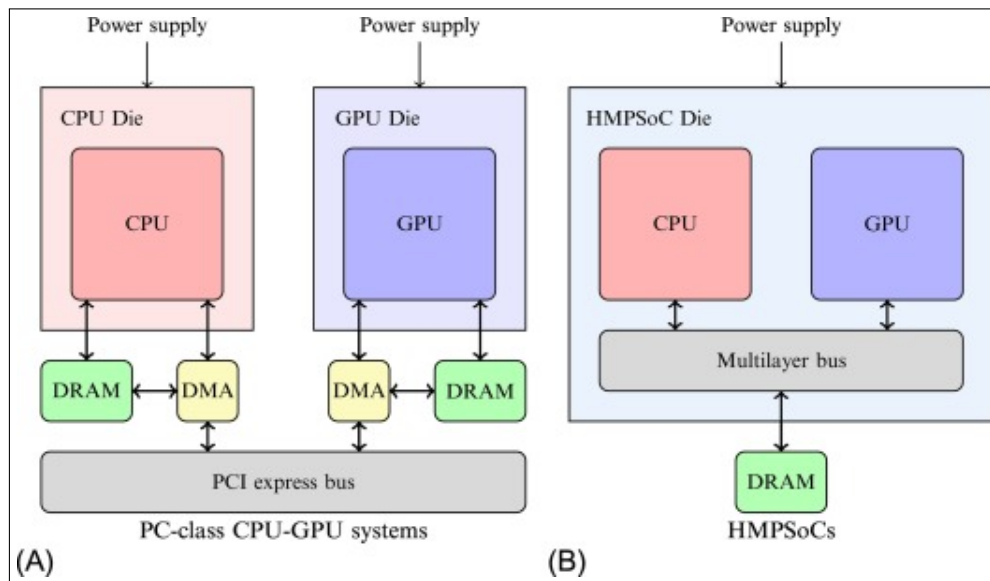 Power supply
Power supply
Power supply
CPU Die
GPU Die
HMPSoC Die
CPU
GPU
CPU
GPU
Multilayer bus
DRAM
DMA
DMA
DRAM
PCI express bus
DRAM
PC-class CPU-GPU systems
HMPSoCs
(A)
(B)